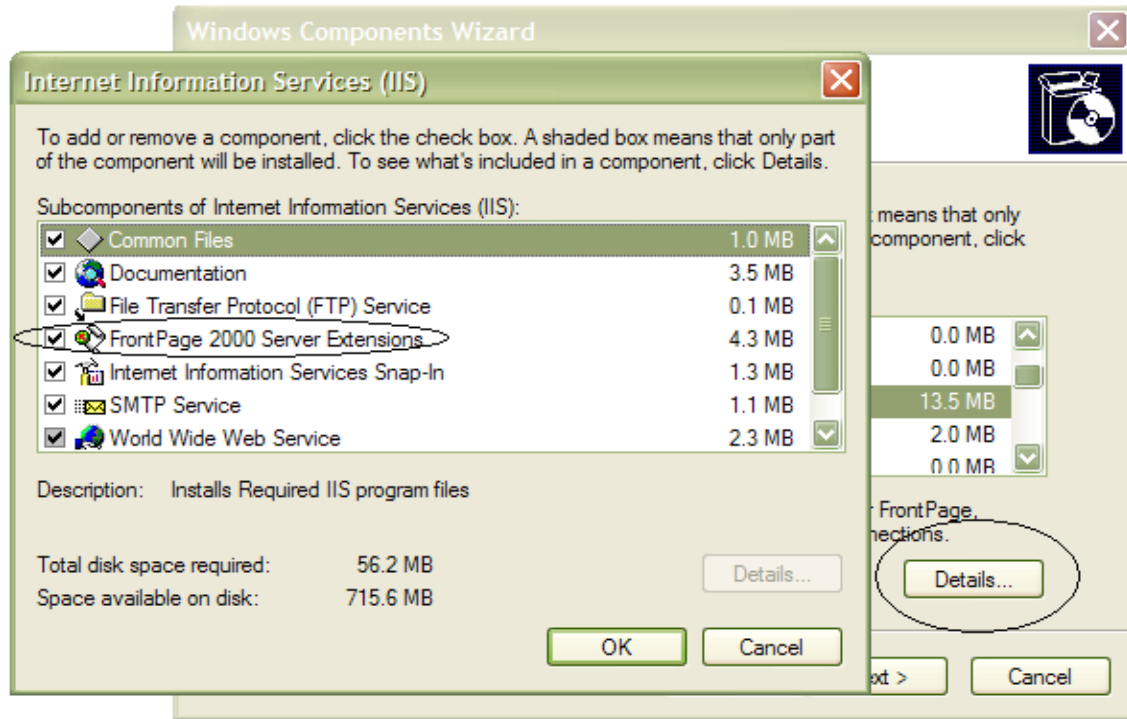 Windows Components Wizard
Internet Information Services (IIS)
To add or remove a component, click the check box. A shaded box means that only part
of the component will be installed. To see what's included in a component, click Details.
Subcomponents of Internet Information Services (IIS):
Common Files 1.0 MB
Documentation 3.5 MB
File Transfer Protocol (FTP) Service 0.1 MB
FrontPage 2000 Server Extensions 4.3 MB
Internet Information Services Snap-In 1.3 MB
SMTP Service 1.1 MB
World Wide Web Service 2.3 MB
Description: Installs Required IIS program files
Total disk space required: 56.2 MB
Space available on disk: 715.6 MB
Details...
OK Cancel
means that only
component, click
0.0 MB
0.0 MB
13.5 MB
2.0 MB
0.0 MB
FrontPage,
Details...
Cancel